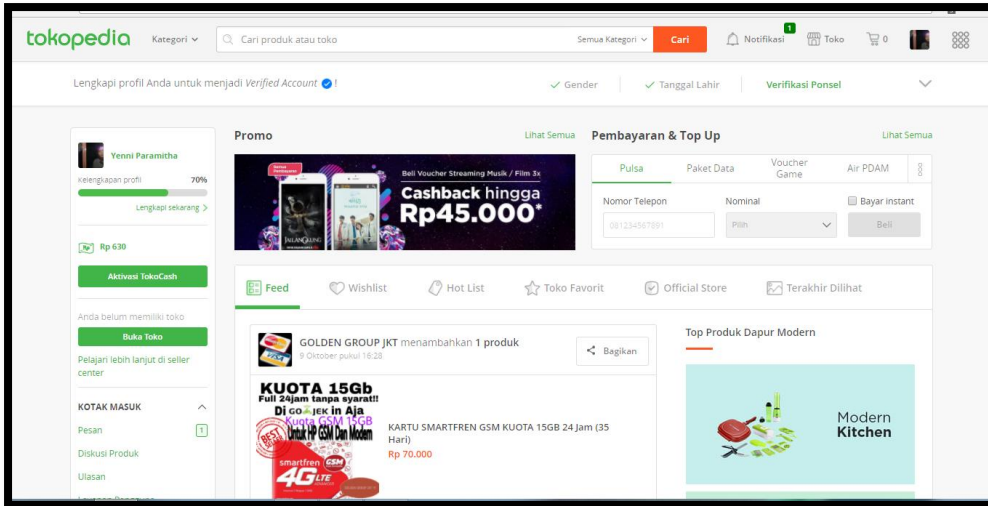 tokopedia
Kategori
Cari produk atau toko
Semua Kategori
Cari
Notifikasi
1
Toko
0
Lengkapi profil Anda untuk menjadi Verified Account !
Gender
Tanggal Lahir
Verifikasi Ponsel
Yenni Paramitha
Kelengkapan profil 70%
Lengkapi sekarang >
Rp 630
Aktivasi TokoCash
Anda belum memiliki toko
Buka Toko
Pelajari lebih lanjut di seller
center
KOTAK MASUK
Pesan 1
Diskusi Produk
Ulasan
Promo
Lihat Semua
Beli Voucher Streaming Musik / Film 3x
Cashback hingga
Rp45.000*
JAILANGKUNG
Pembayaran & Top Up
Lihat Semua
Pulsa
Paket Data
Voucher
Game
Air PDAM
Nomor Telepon
Nominal
Bayar instant
081234567891
Pilih
Beli
Feed
Wishlist
Hot List
Toko Favorit
Official Store
Terakhir Dilihat
GOLDEN GROUP JKT menambahkan 1 produk
9 Oktober pukul 16:28
Bagikan
KUOTA 15Gb
Full 24jam tanpa syarat!!
Di GOJEK in Aja
Kuota GSM 15GB
Untuk HP GSM Dan Modem
BEST
smartfren GSM
4G LTE
KARTU SMARTFREN GSM KUOTA 15GB 24 Jam (35
Hari)
Rp 70.000
Top Produk Dapur Modern
Modern
Kitchen